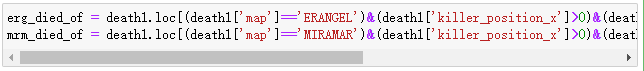 erg_died_of = death1.loc[(death1['map']=='ERANGEL')&(death1['killer_position_x']>0)&(deat
mrm_died_of = death1.loc[(death1['map']=='MIRAMAR')&(death1['killer_position_x']>0)&(deat